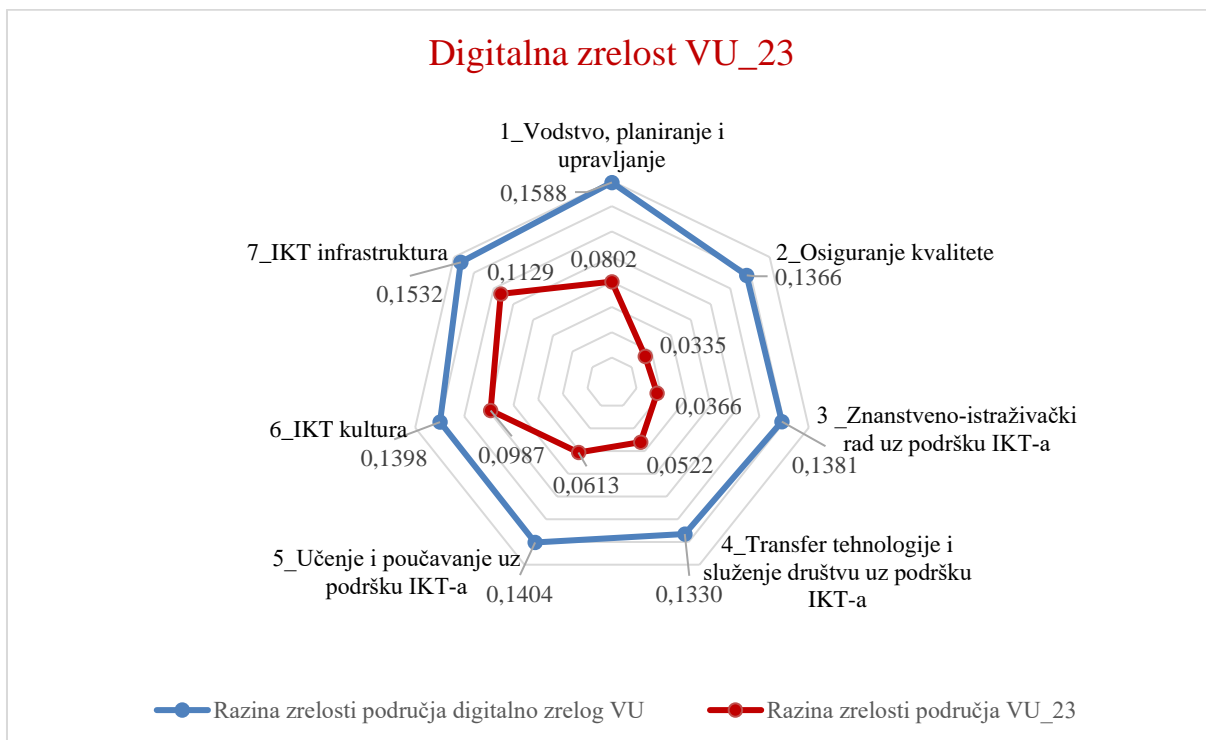 Digitalna zrelost VU_23
1_Vodstvo, planiranje i
upravljanje
0,1588
7_IKT infrastruktura
0,1532
0,1129
0,0802
2_Osiguranje kvalitete
0,1366
0,0335
0,0366
3 _Znanstveno-istraživački
rad uz podršku IKT-a
0,1381
6_IKT kultura
0,1398
0,0987
0,0613
0,0522
5_Učenje i poučavanje uz
podršku IKT-a
0,1404
4_Transfer tehnologije i
služenje društvu uz podršku
IKT-a
0,1330
Razina zrelosti područja digitalno zrelog VU
Razina zrelosti područja VU_23